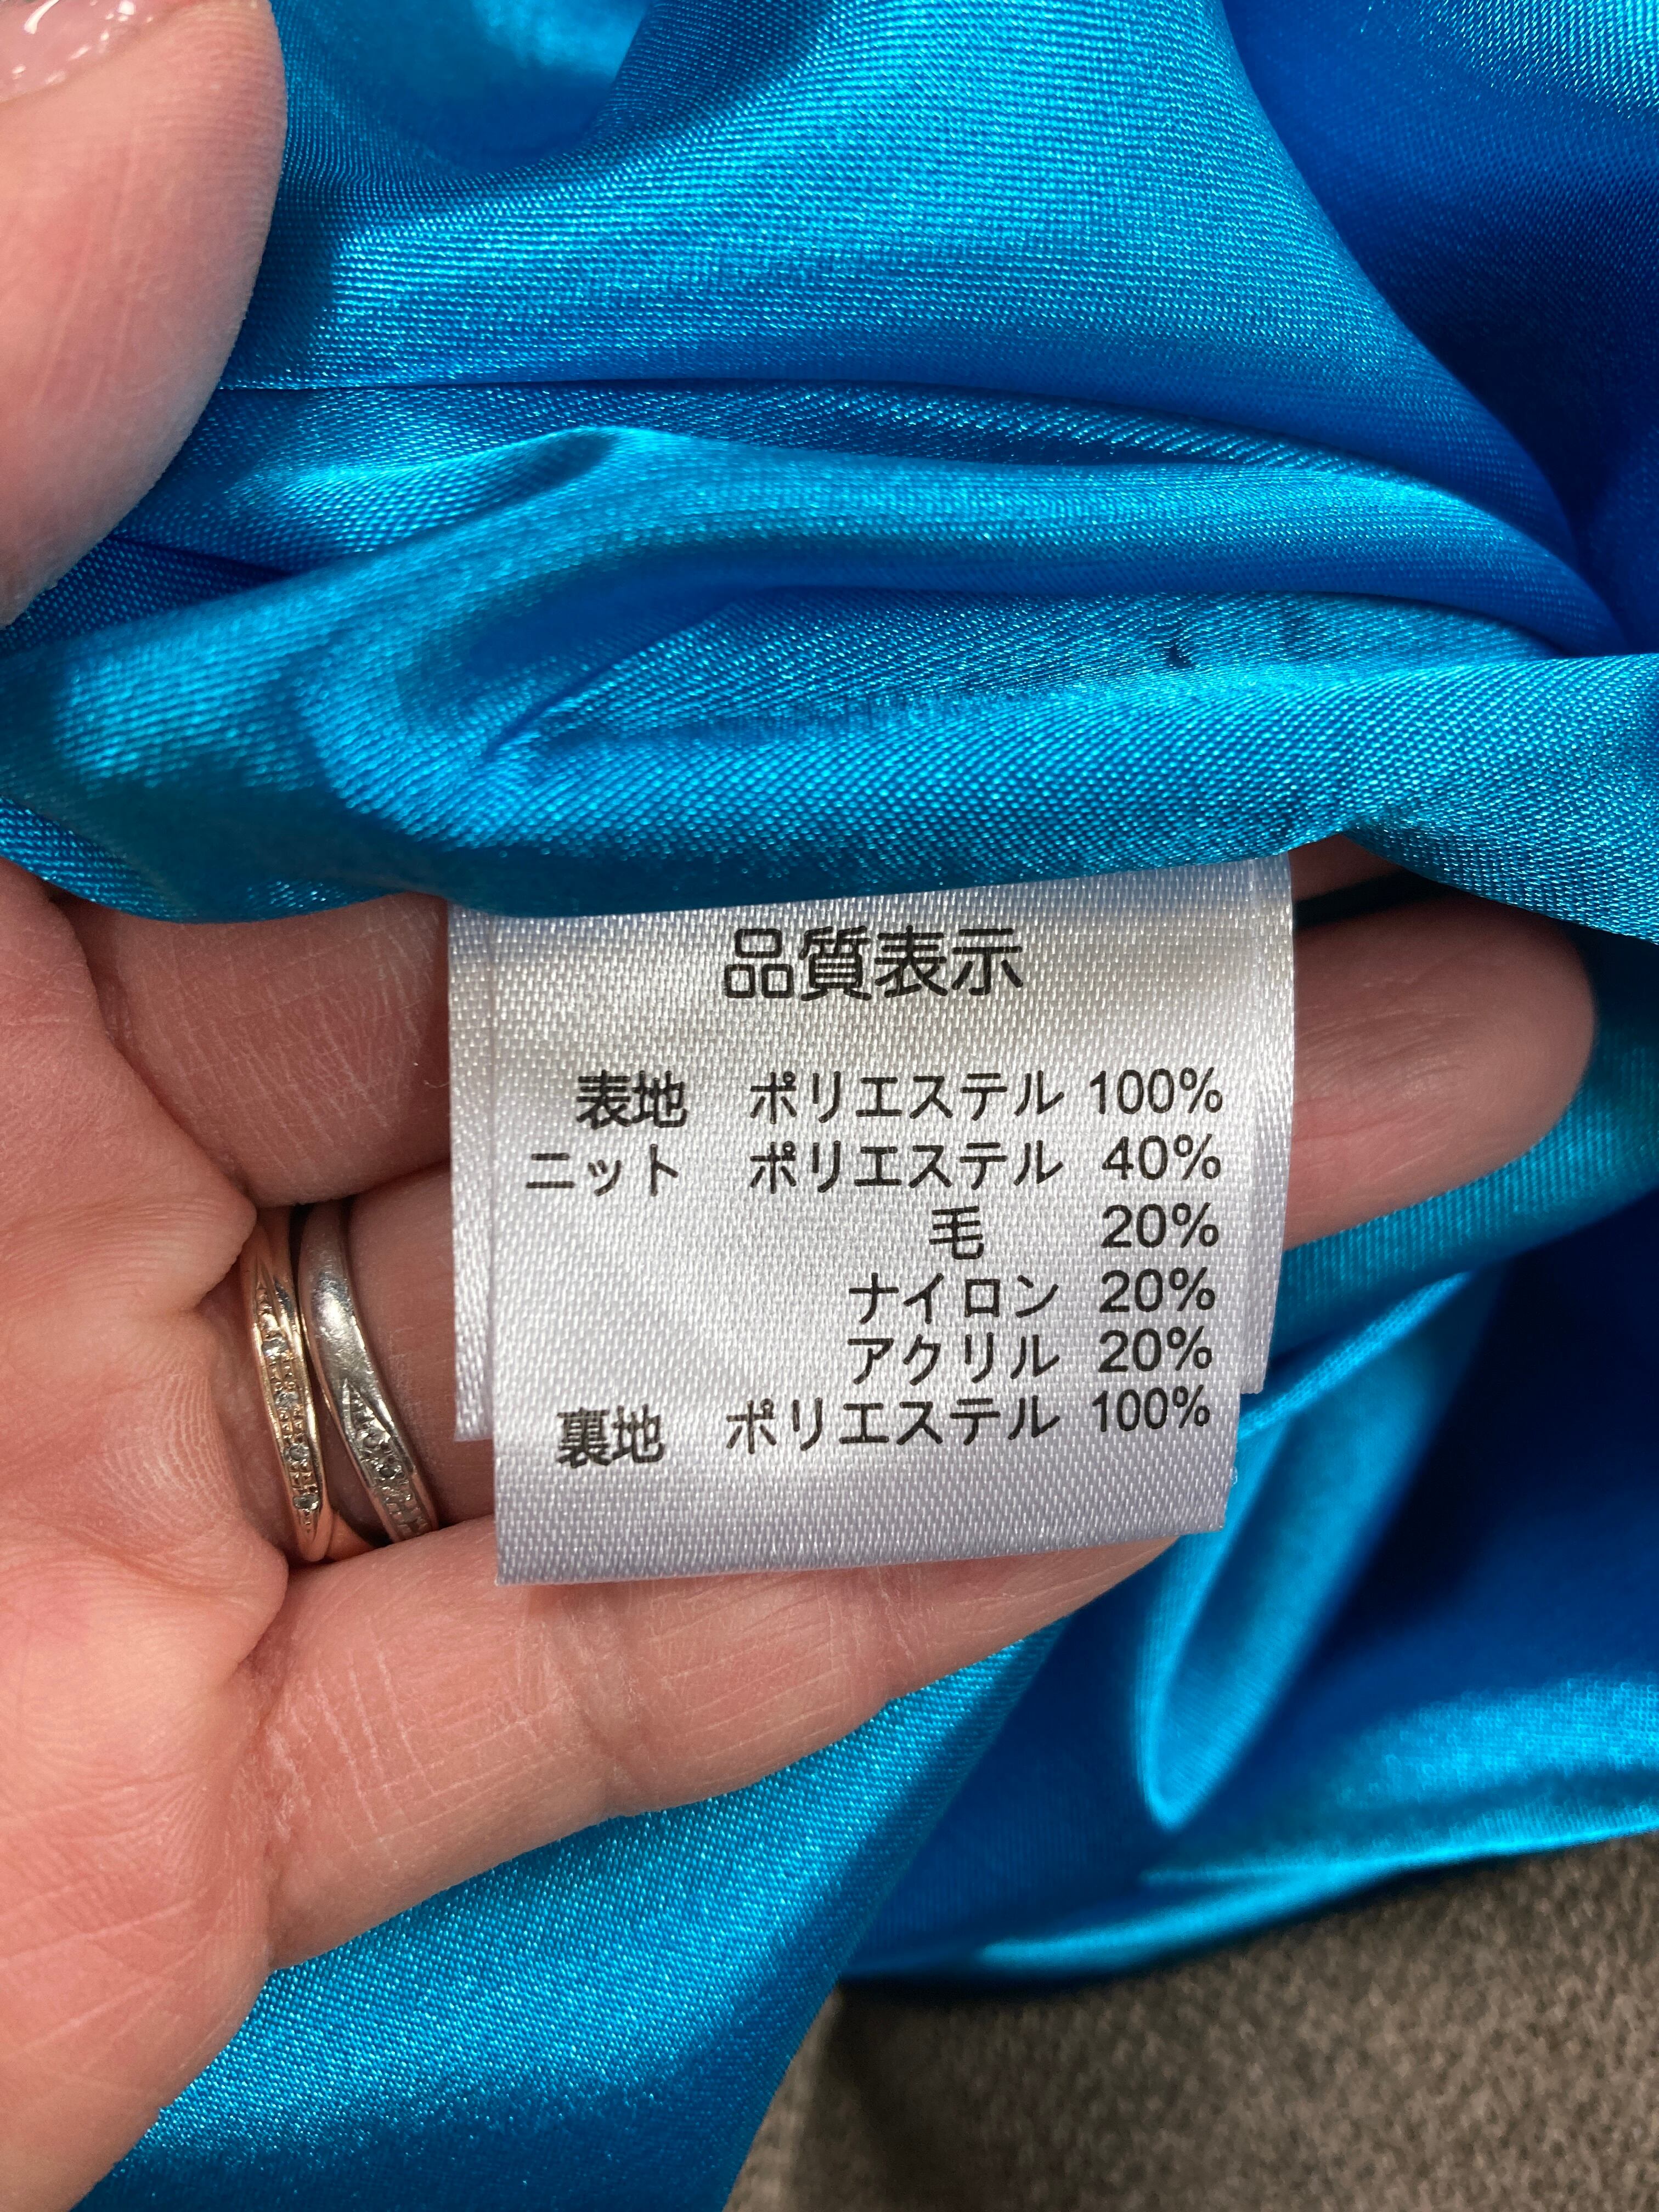 品質表示
表地 ポリエステル 100%
ニット ポリエステル 40%
毛 20%
ナイロン 20%
アクリル 20%
裏地 ポリエステル 100%